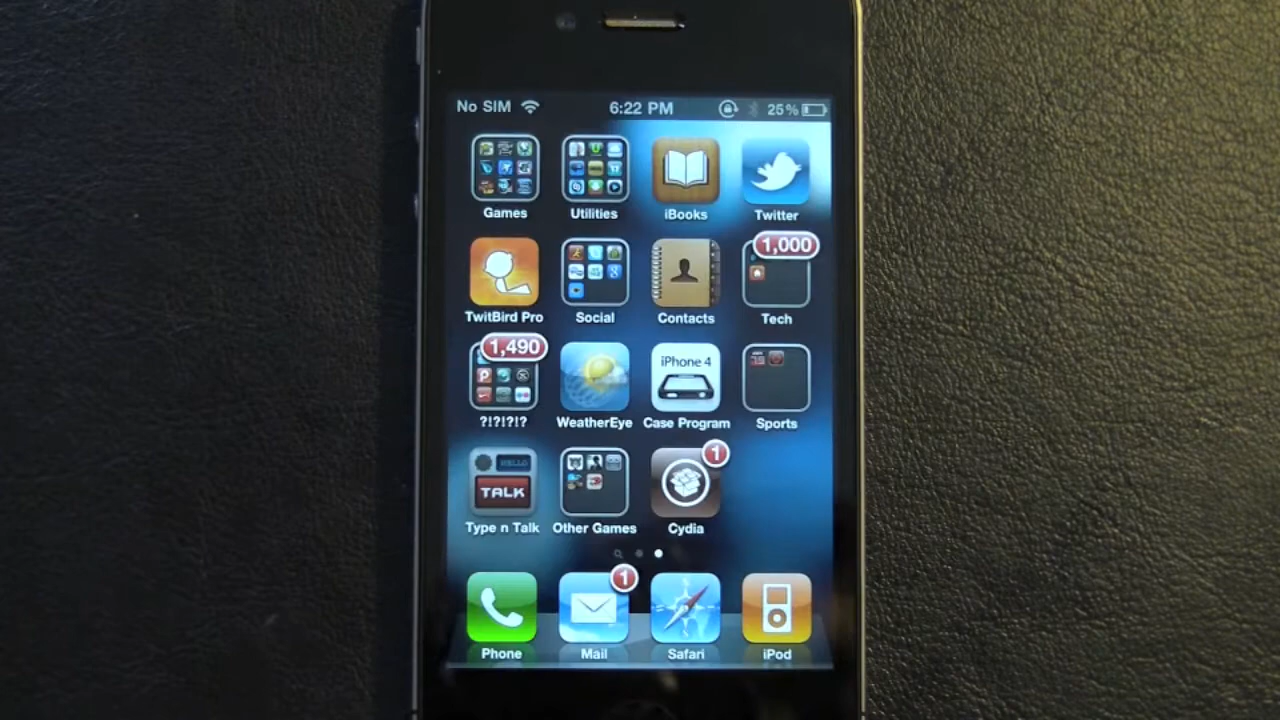 No SIM 6:22 PM 25%
Games Utilities iBooks Twitter
1,000
TwitBird Pro Social Contacts Tech
1,490 iPhone 4
?!?!?!? WeatherEye Case Program Sports
HELLO 1
TALK
Type n Talk Other Games Cydia
1
Phone Mail Safari iPod